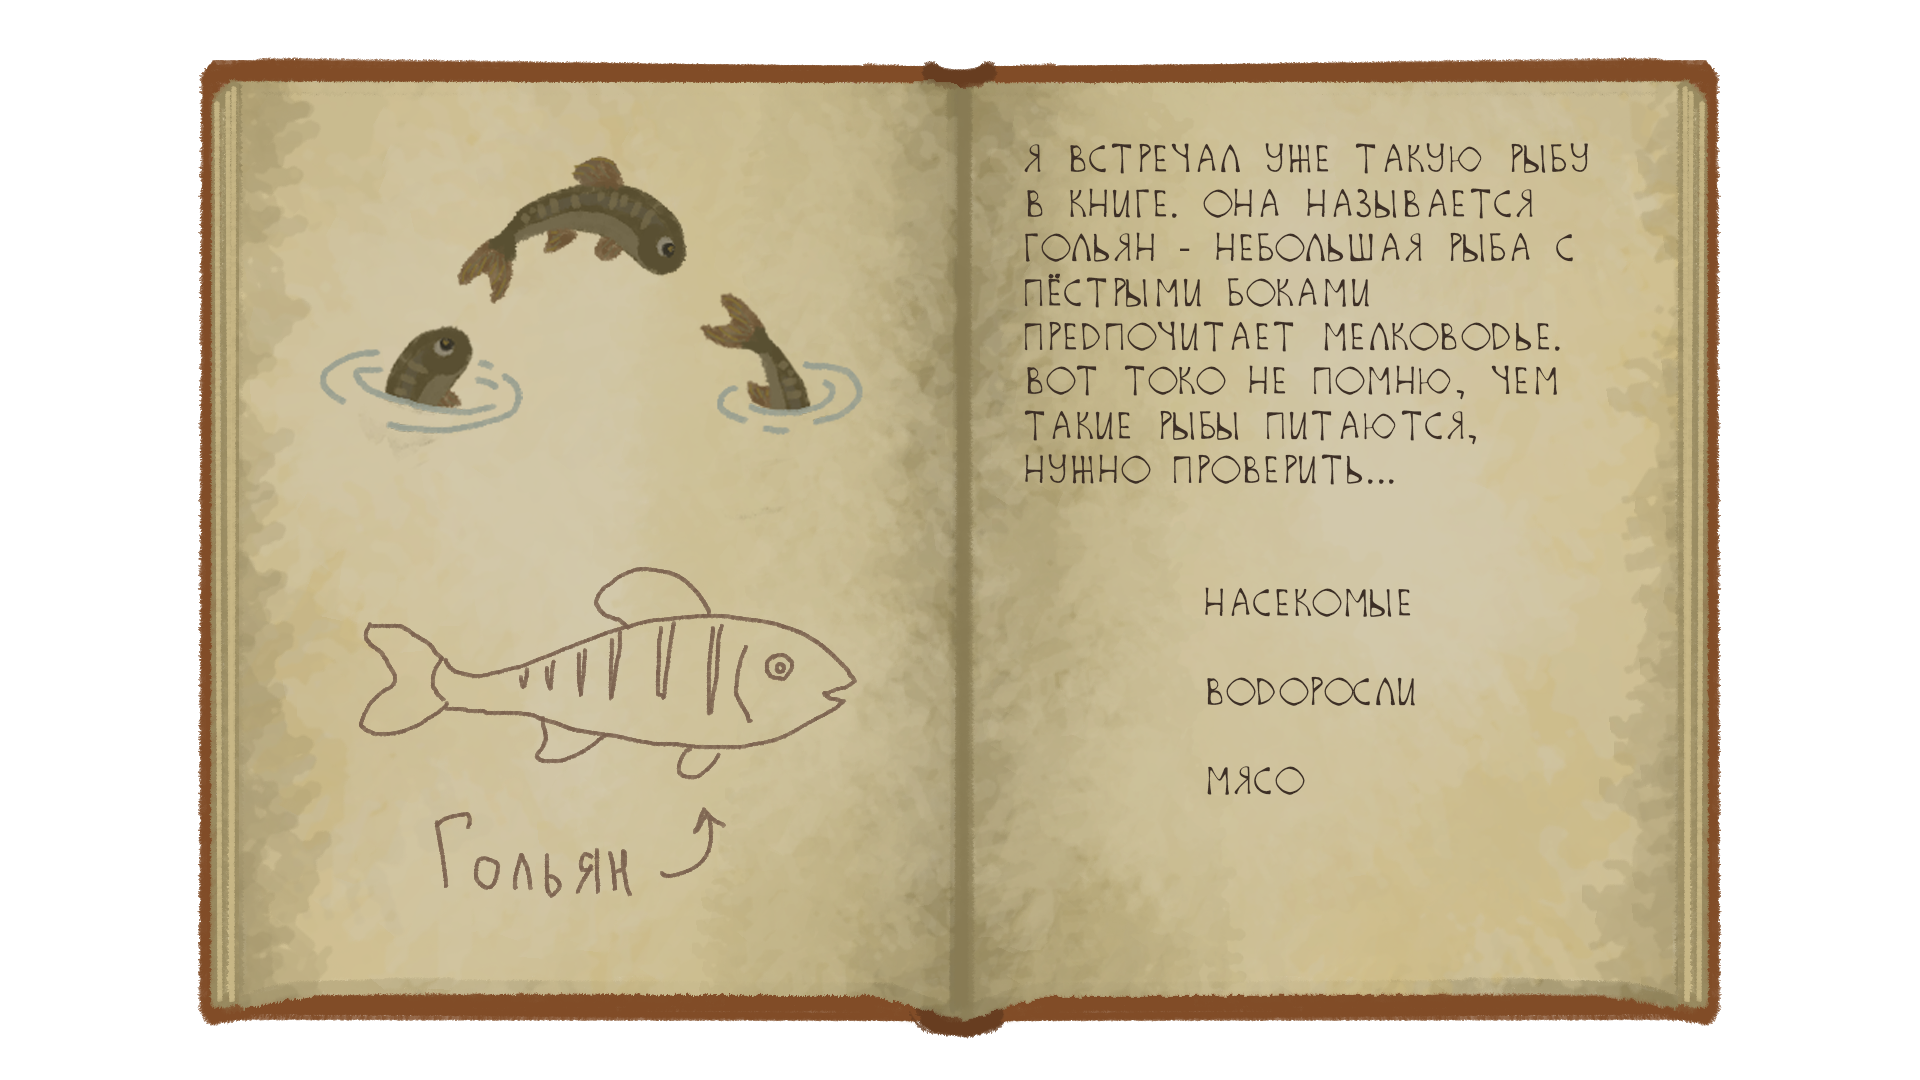 Гольян
Я ВСТРЕЧАЛ УЖЕ ТАКУЮ РЫБУ
В КНИГЕ. ОНА НАЗЫВАЕТСЯ
ГОЛЬЯН - НЕБОЛЬШАЯ РЫБА С
ПЁСТРЫМИ БОКАМИ
ПРЕДПОЧИТАЕТ МЕЛКОВОДЬЕ.
ВОТ ТОКО НЕ ПОМНЮ, ЧЕМ
ТАКИЕ РЫБЫ ПИТАЮТСЯ,
НУЖНО ПРОВЕРИТЬ...
НАСЕКОМЫЕ
ВОДОРОСЛИ
МЯСО